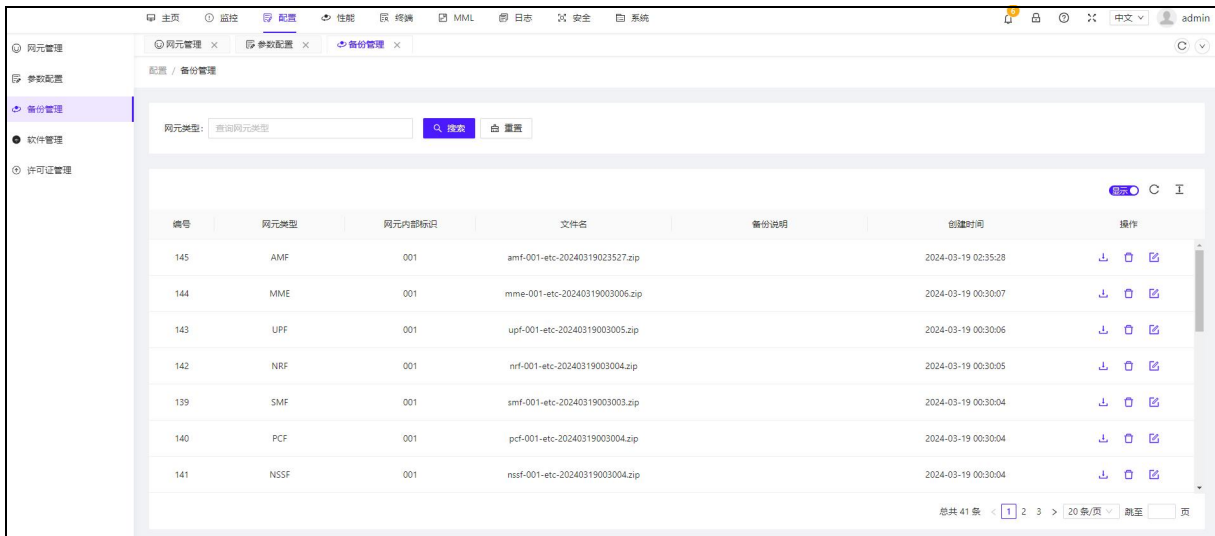 主页 监控 配置 性能 终端 MML 日志 安全 系统 中文 admin
网元管理
参数配置
备份管理
软件管理
许可证管理
网元管理 参数配置 备份管理
配置 / 备份管理
网元类型: 查询网元类型 搜索 重置
显示
编号 网元类型 网元内部标识 文件名 备份说明 创建时间 操作
145 AMF 001 amf-001-etc-20240319023527.zip 2024-03-19 02:35:28
144 MME 001 mme-001-etc-20240319003006.zip 2024-03-19 00:30:07
143 UPF 001 upf-001-etc-20240319003005.zip 2024-03-19 00:30:06
142 NRF 001 nrf-001-etc-20240319003004.zip 2024-03-19 00:30:05
139 SMF 001 smf-001-etc-20240319003003.zip 2024-03-19 00:30:04
140 PCF 001 pcf-001-etc-20240319003004.zip 2024-03-19 00:30:04
141 NSSF 001 nssf-001-etc-20240319003004.zip 2024-03-19 00:30:04
总共 41 条 < 1 2 3 > 20 条/页 跳至 页